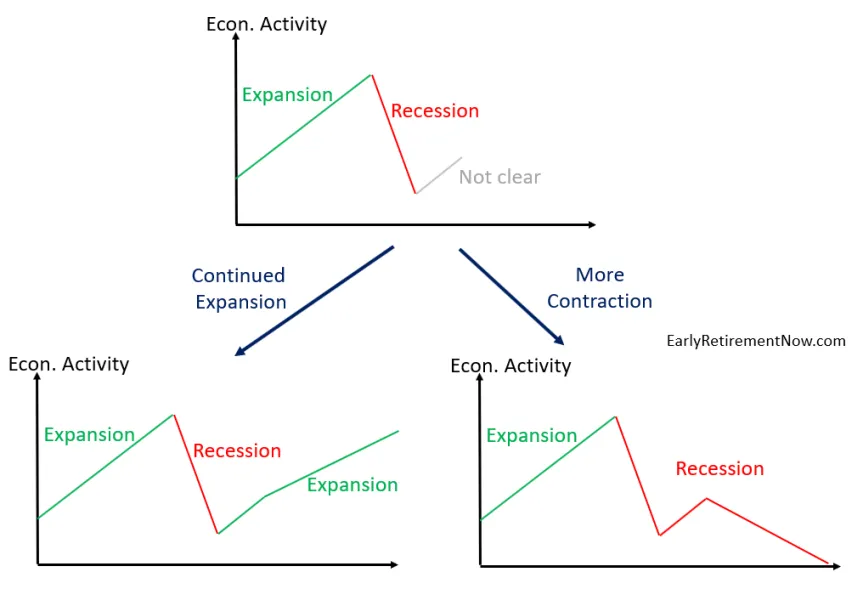 Econ. Activity
Expansion
Recession
Not clear
Continued
Expansion
More
Contraction
EarlyRetirementNow.com
Econ. Activity
Expansion
Recession
Expansion
Econ. Activity
Expansion
Recession